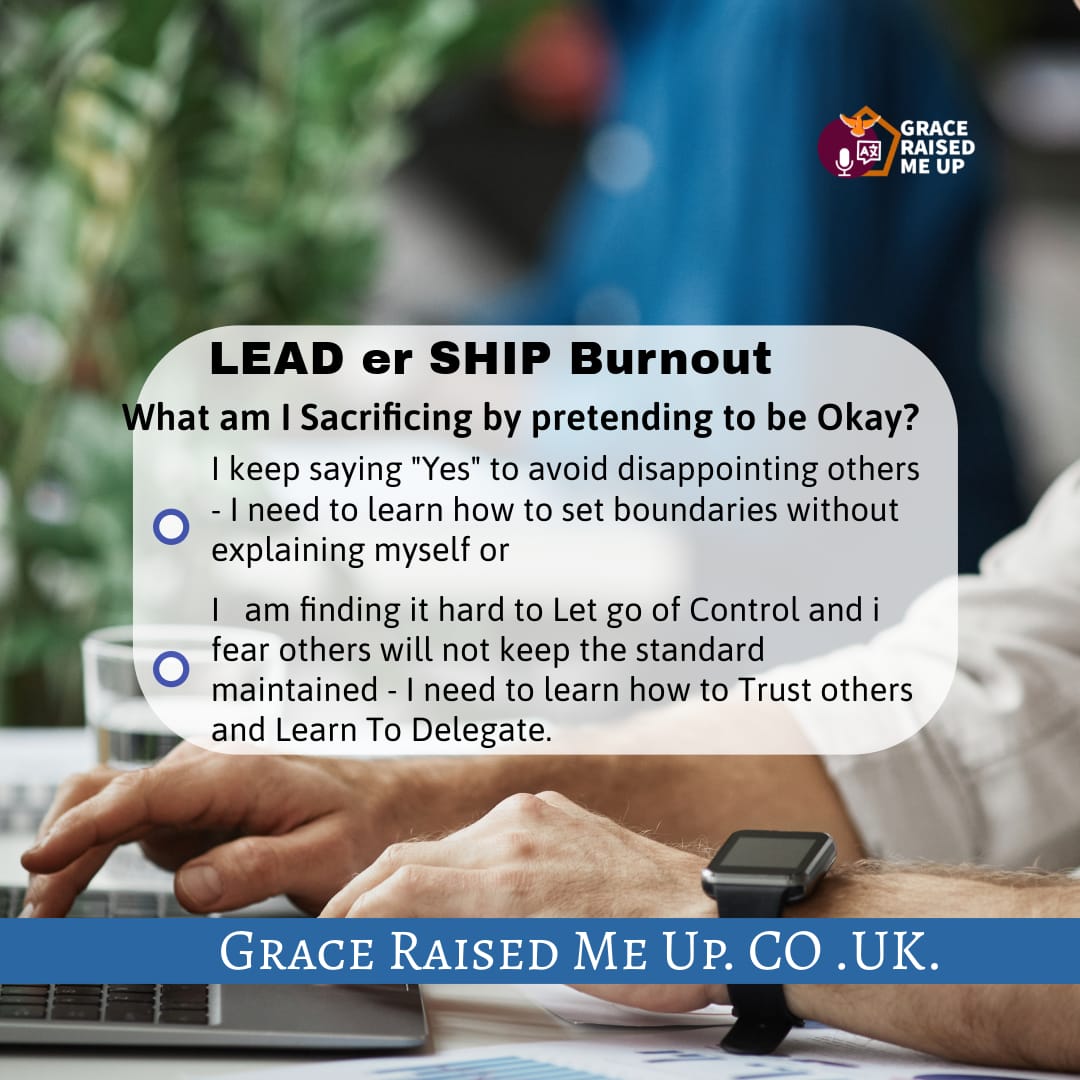 GRACE
RAISED
ME UP
LEAD er SHIP Burnout
What am I Sacrificing by pretending to be Okay?
I keep saying "Yes" to avoid disappointing others
- I need to learn how to set boundaries without
explaining myself or
I am finding it hard to Let go of Control and i
fear others will not keep the standard
maintained - I need to learn how to Trust others
and Learn To Delegate.
Grace Raised Me Up. CO .UK.